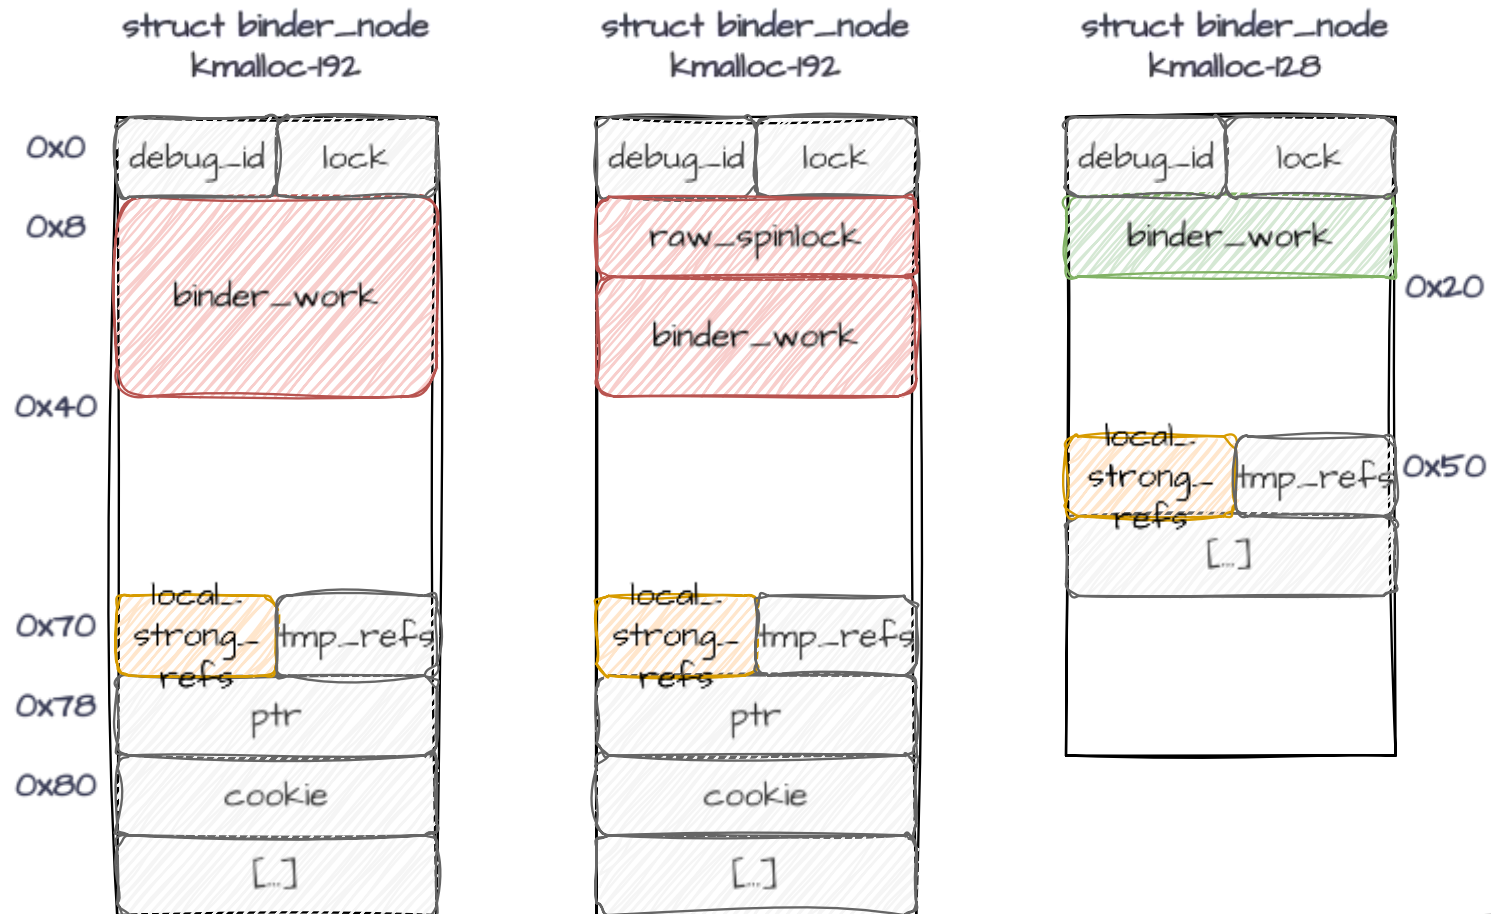 struct binder_node
kmalloc-192
0x0
debug_id
lock
0x8
binder_work
0x40
0x70
local_
strong_
refs
tmp_refs
0x78
ptr
0x80
cookie
[...]
struct binder_node
kmalloc-192
debug_id
lock
raw_spinlock
binder_work
local_
strong_
refs
tmp_refs
ptr
cookie
[...]
struct binder_node
kmalloc-128
debug_id
lock
binder_work
0x20
local_
strong_
refs
tmp_refs
0x50
[...]